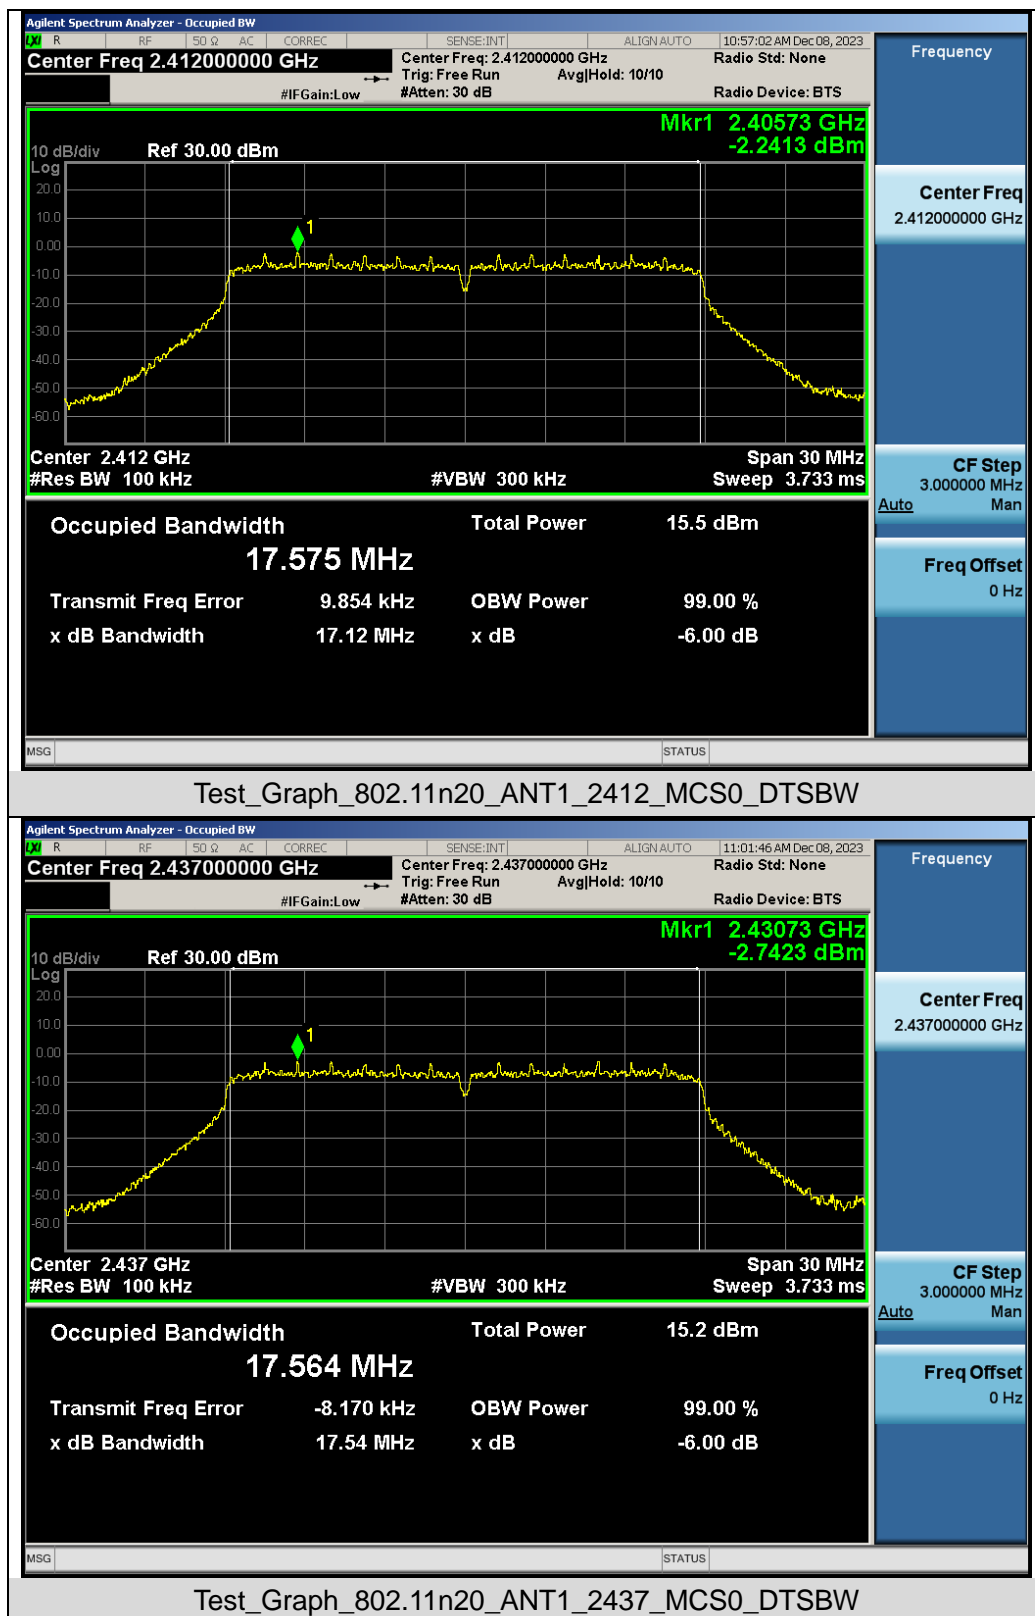 Agilent Spectrum Analyzer - Occupied BW
LXI R RF 50 Ω AC CORREC SENSE:INT ALIGN AUTO 10:57:02 AM Dec 08, 2023
Center Freq 2.412000000 GHz Center Freq: 2.412000000 GHz Radio Std: None Frequency
Trig: Free Run Avg|Hold: 10/10
#IFGain:Low #Atten: 30 dB Radio Device: BTS
Mkr1 2.40573 GHz
-2.2413 dBm
10 dB/div Ref 30.00 dBm
Log
20.0
10.0
0.00
-10.0
-20.0
-30.0
-40.0
-50.0
-60.0
1
Center Freq
2.412000000 GHz
Center 2.412 GHz Span 30 MHz
#Res BW 100 kHz #VBW 300 kHz Sweep 3.733 ms
CF Step
3.000000 MHz
Auto Man
Occupied Bandwidth Total Power 15.5 dBm
17.575 MHz
Freq Offset
0 Hz
Transmit Freq Error 9.854 kHz OBW Power 99.00 %
x dB Bandwidth 17.12 MHz x dB -6.00 dB
MSG STATUS
Test_Graph_802.11n20_ANT1_2412_MCS0_DTSBW
Agilent Spectrum Analyzer - Occupied BW
LXI R RF 50 Ω AC CORREC SENSE:INT ALIGN AUTO 11:01:46 AM Dec 08, 2023
Center Freq 2.437000000 GHz Center Freq: 2.437000000 GHz Radio Std: None Frequency
Trig: Free Run Avg|Hold: 10/10
#IFGain:Low #Atten: 30 dB Radio Device: BTS
Mkr1 2.43073 GHz
-2.7423 dBm
10 dB/div Ref 30.00 dBm
Log
20.0
10.0
0.00
-10.0
-20.0
-30.0
-40.0
-50.0
-60.0
1
Center Freq
2.437000000 GHz
Center 2.437 GHz Span 30 MHz
#Res BW 100 kHz #VBW 300 kHz Sweep 3.733 ms
CF Step
3.000000 MHz
Auto Man
Occupied Bandwidth Total Power 15.2 dBm
17.564 MHz
Freq Offset
0 Hz
Transmit Freq Error -8.170 kHz OBW Power 99.00 %
x dB Bandwidth 17.54 MHz x dB -6.00 dB
MSG STATUS
Test_Graph_802.11n20_ANT1_2437_MCS0_DTSBW